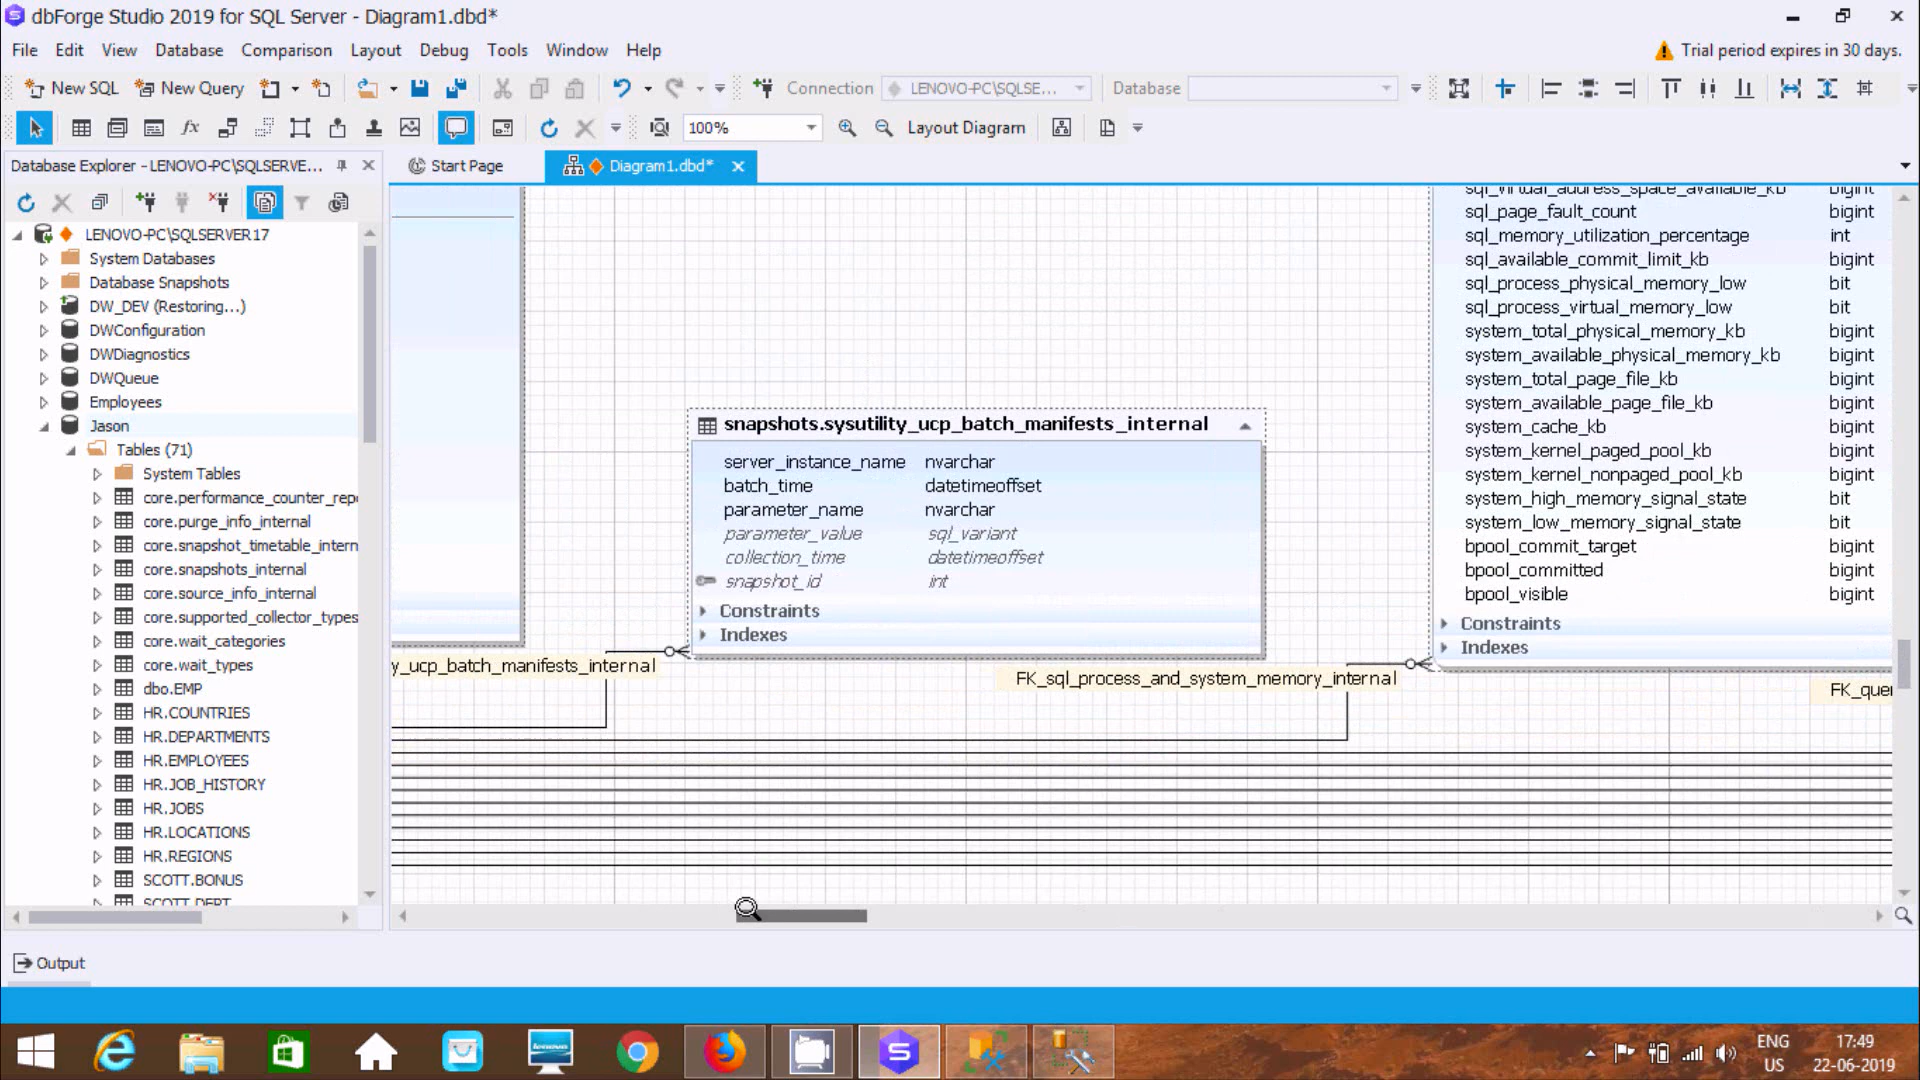 dbForge Studio 2019 for SQL Server - Diagram1.dbd*
File Edit View Database Comparison Layout Debug Tools Window Help
Trial period expires in 30 days.
New SQL New Query Connection LENOVO-PC\SQLSE... Database
fx 100% Layout Diagram
Database Explorer - LENOVO-PC\SQLSERVE...
Start Page Diagram1.dbd*
LENOVO-PC\SQLSERVER17
System Databases
Database Snapshots
DW_DEV (Restoring...)
DWConfiguration
DWDiagnostics
DWQueue
Employees
Jason
Tables (71)
System Tables
core.performance_counter_repo
core.purge_info_internal
core.snapshot_timetable_intern
core.snapshots_internal
core.source_info_internal
core.supported_collector_types
core.wait_categories
core.wait_types
dbo.EMP
HR.COUNTRIES
HR.DEPARTMENTS
HR.EMPLOYEES
HR.JOB_HISTORY
HR.JOBS
HR.LOCATIONS
HR.REGIONS
SCOTT.BONUS
SCOTT.DEPT
snapshots.sysutility_ucp_batch_manifests_internal
server_instance_name nvarchar
batch_time datetimeoffset
parameter_name nvarchar
parameter_value sql_variant
collection_time datetimeoffset
snapshot_id int
Constraints
Indexes
y_ucp_batch_manifests_internal
FK_sql_process_and_system_memory_internal
sql_virtual_address_space_available_kb bigint
sql_page_fault_count bigint
sql_memory_utilization_percentage int
sql_available_commit_limit_kb bigint
sql_process_physical_memory_low bit
sql_process_virtual_memory_low bit
system_total_physical_memory_kb bigint
system_available_physical_memory_kb bigint
system_total_page_file_kb bigint
system_available_page_file_kb bigint
system_cache_kb bigint
system_kernel_paged_pool_kb bigint
system_kernel_nonpaged_pool_kb bigint
system_high_memory_signal_state bit
system_low_memory_signal_state bit
bpool_commit_target bigint
bpool_committed bigint
bpool_visible bigint
Constraints
Indexes
FK_quer
Output
lenovo
S
ENG
US
17:49
22-06-2019